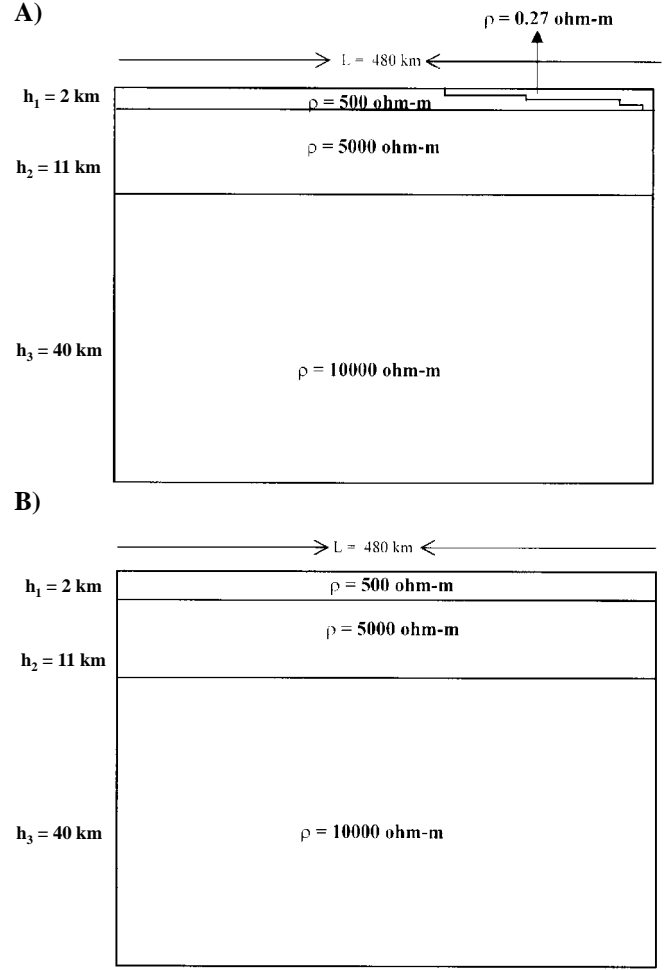 A)
ρ = 0.27 ohm-m
L = 480 km
h₁ = 2 km
ρ = 500 ohm-m
ρ = 5000 ohm-m
h₂ = 11 km
h₃ = 40 km
ρ = 10000 ohm-m
B)
L = 480 km
h₁ = 2 km
ρ = 500 ohm-m
ρ = 5000 ohm-m
h₂ = 11 km
h₃ = 40 km
ρ = 10000 ohm-m